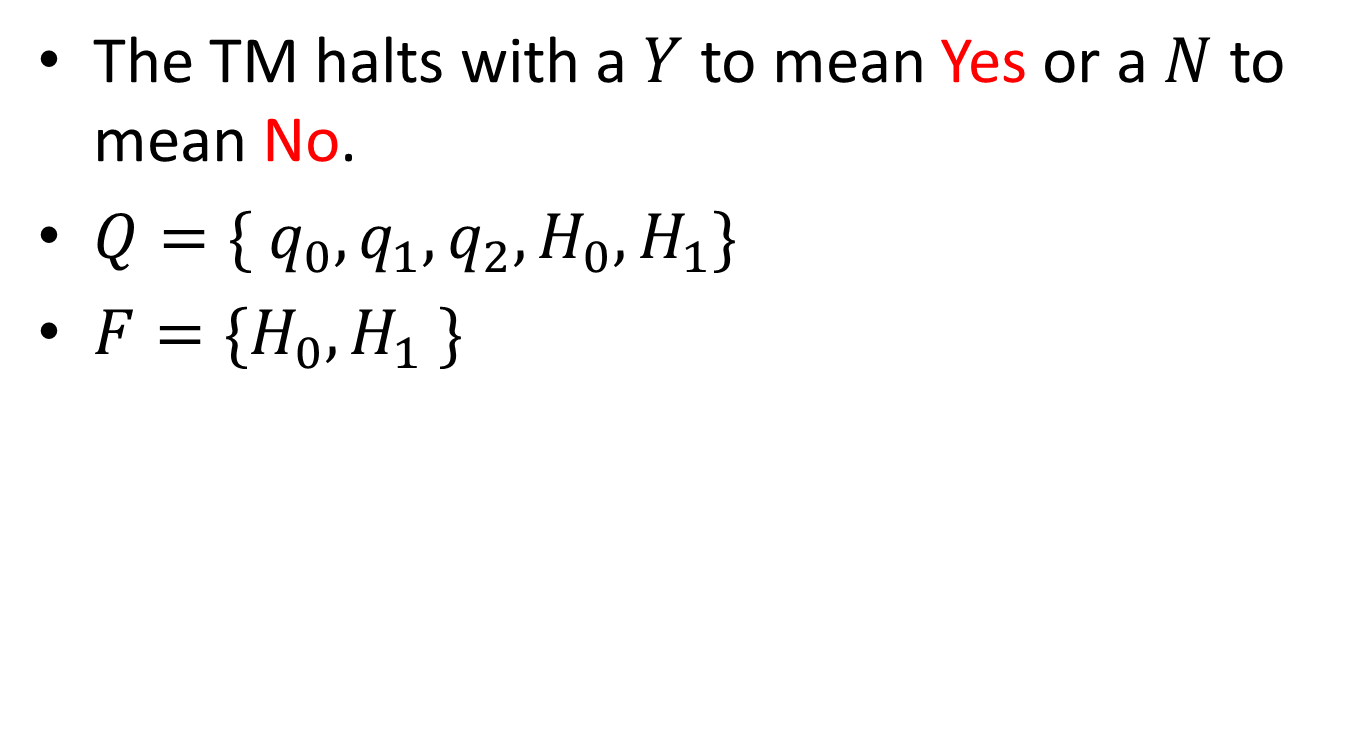 • The TM halts with a Y to mean Yes or a N to
mean No.
• Q = { q₀, q₁, q₂, H₀, H₁}
• F = {H₀, H₁ }